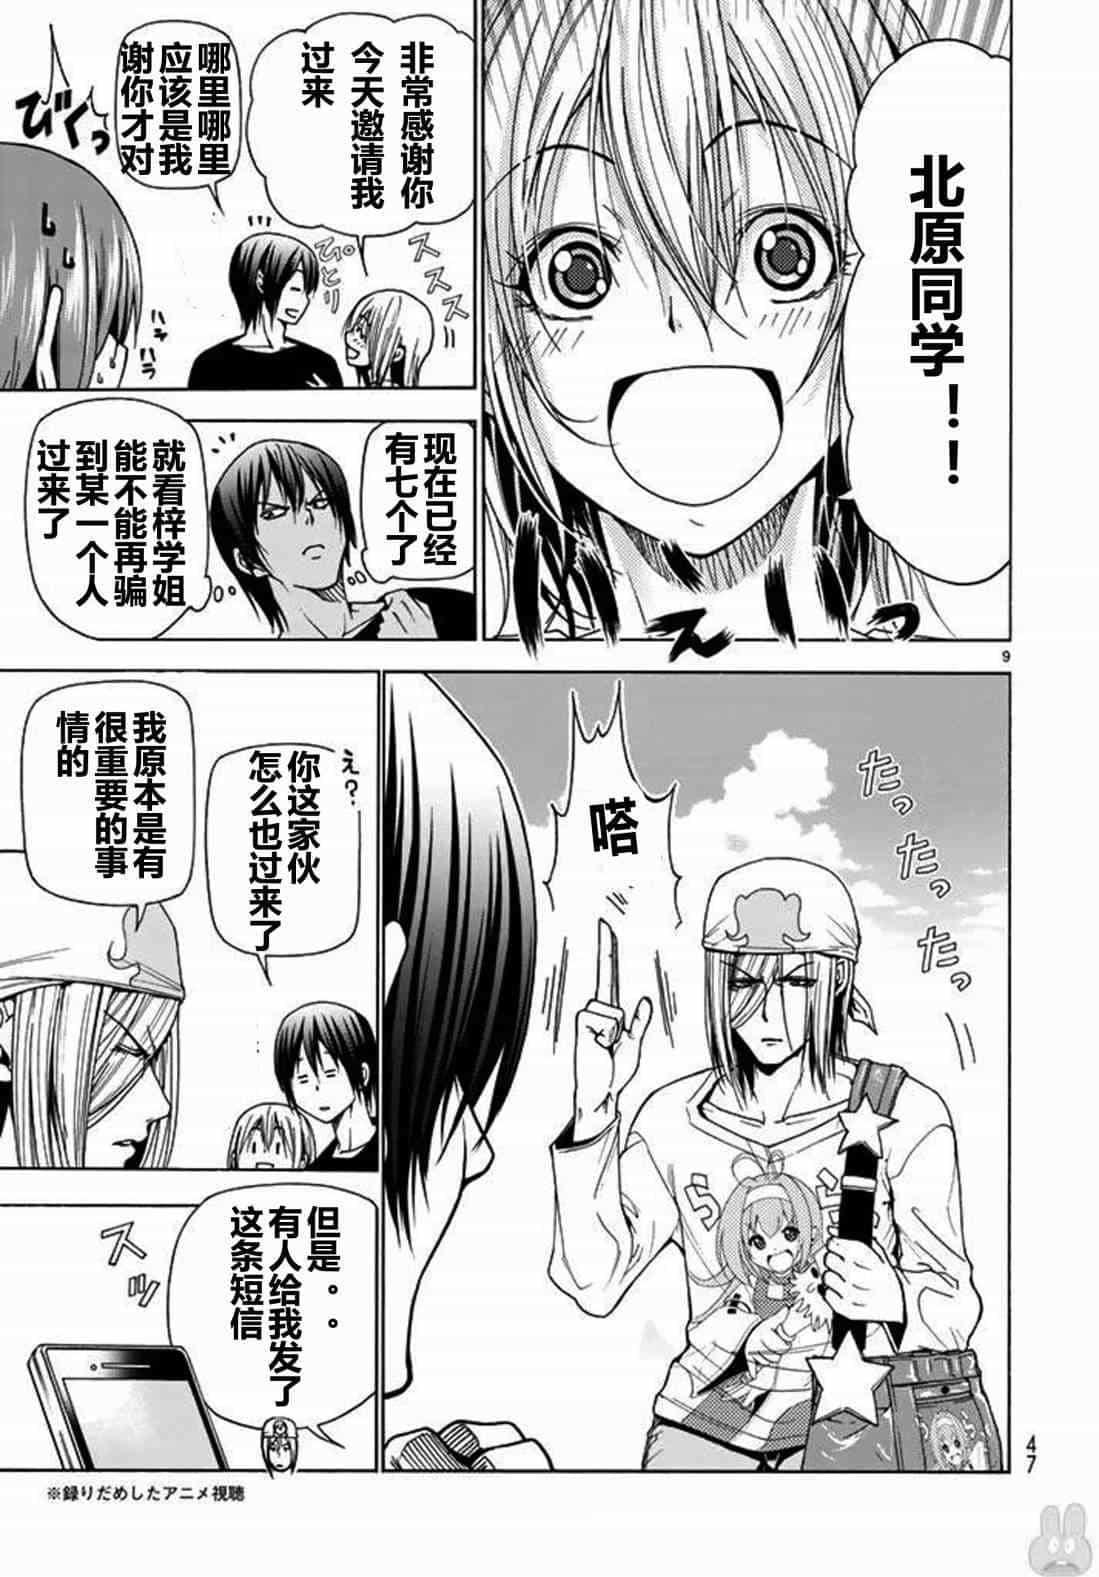 北原同学！！
えっ
非常感谢你
今天邀请我
过来
哪里哪里
应该是我
谢你才对
びくっ
ススス
ぴとり
ハハハ
ハラ
现在已经
有七个了
就看梓学姐
能不能再骗
到某一个人
过来了
9
嗒
たったったっ
え？
你这家伙
怎么也过来了
我原本是有
很重要的事
情的
ス
但是。。
有人给我发了
这条短信
※録りだめしたアニメ視聴
47